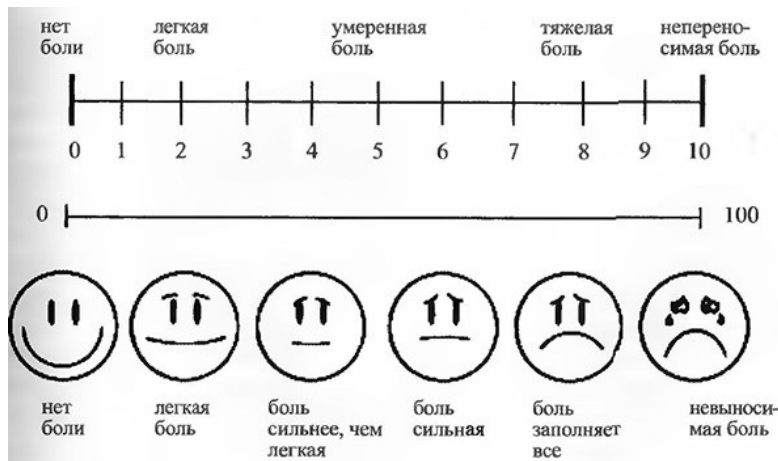 нет легкая умеренная тяжелая неперено-
боли боль боль боль симая боль
0 1 2 3 4 5 6 7 8 9 10
0 100
нет легкая боль боль боль невыноси-
боли боль сильнее, чем сильная заполняет мая боль
легкая все